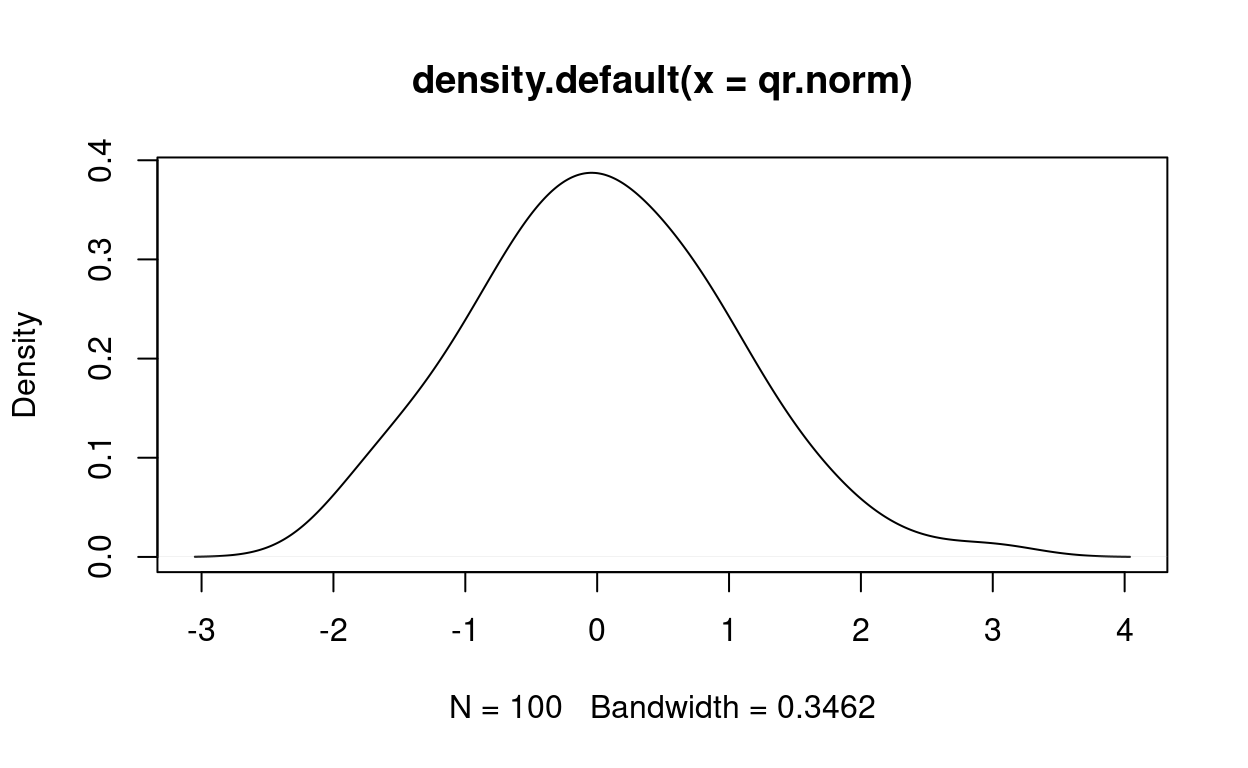 density.default(x = qr.norm)
Density
0.4
0.3
0.2
0.1
0.0
-3 -2 -1 0 1 2 3 4
N = 100 Bandwidth = 0.3462